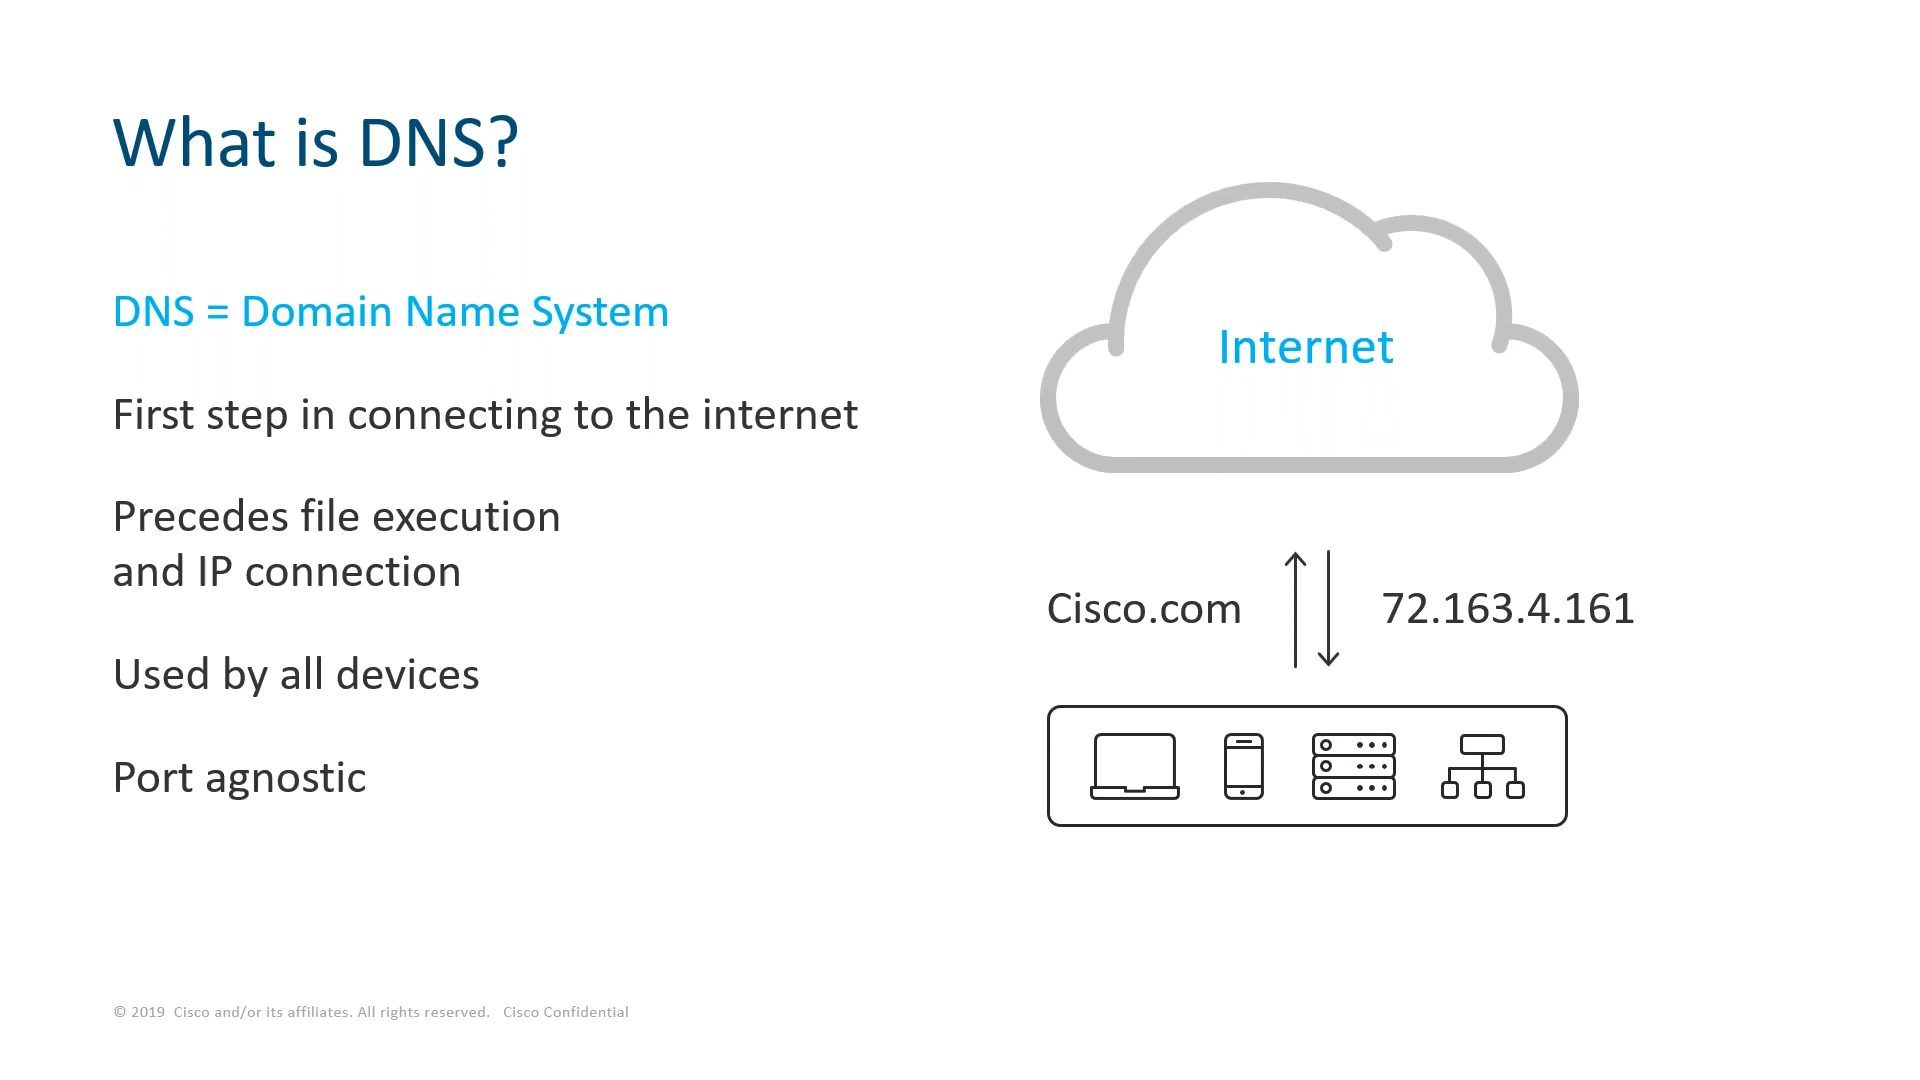 What is DNS?
DNS = Domain Name System
First step in connecting to the internet
Precedes file execution
and IP connection
Used by all devices
Port agnostic
Internet
Cisco.com
72.163.4.161
© 2019 Cisco and/or its affiliates. All rights reserved. Cisco Confidential